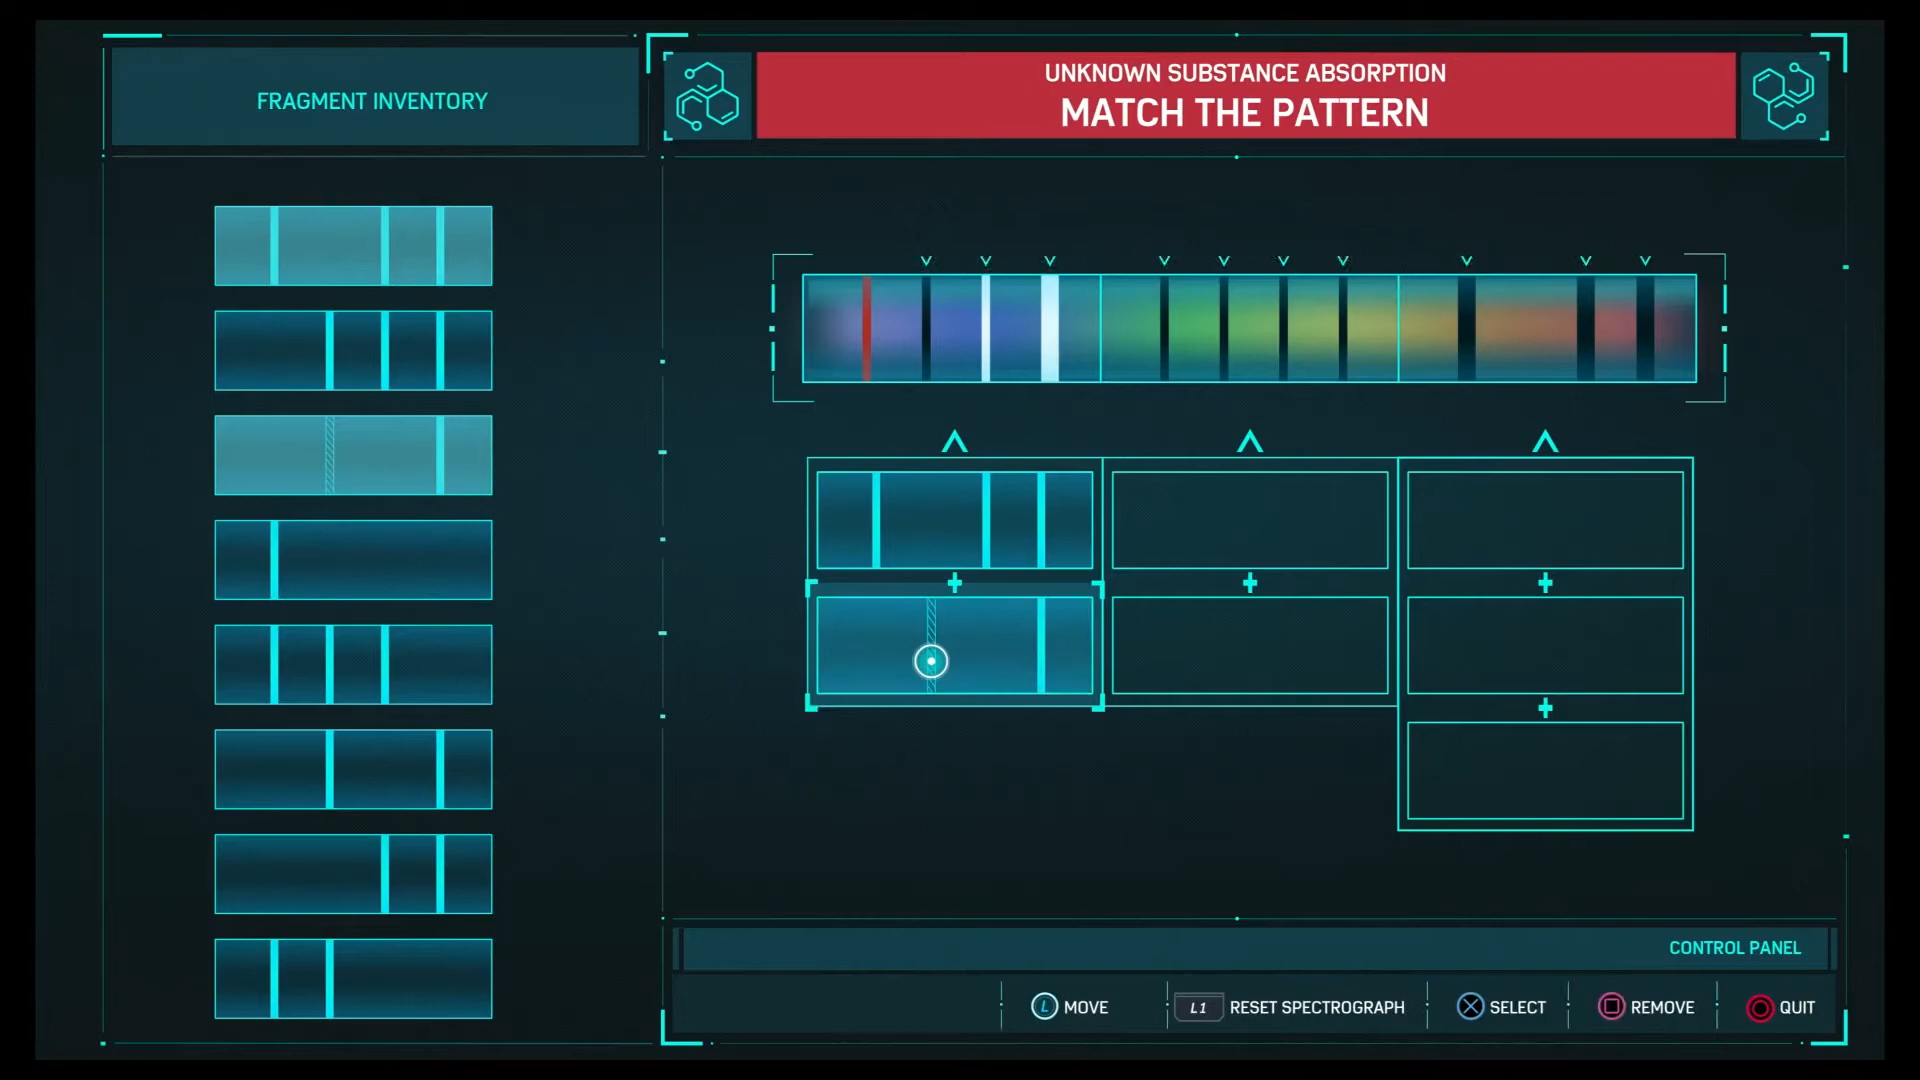 FRAGMENT INVENTORY
UNKNOWN SUBSTANCE ABSORPTION
MATCH THE PATTERN
CONTROL PANEL
L MOVE
L1 RESET SPECTROGRAPH
SELECT
REMOVE
QUIT